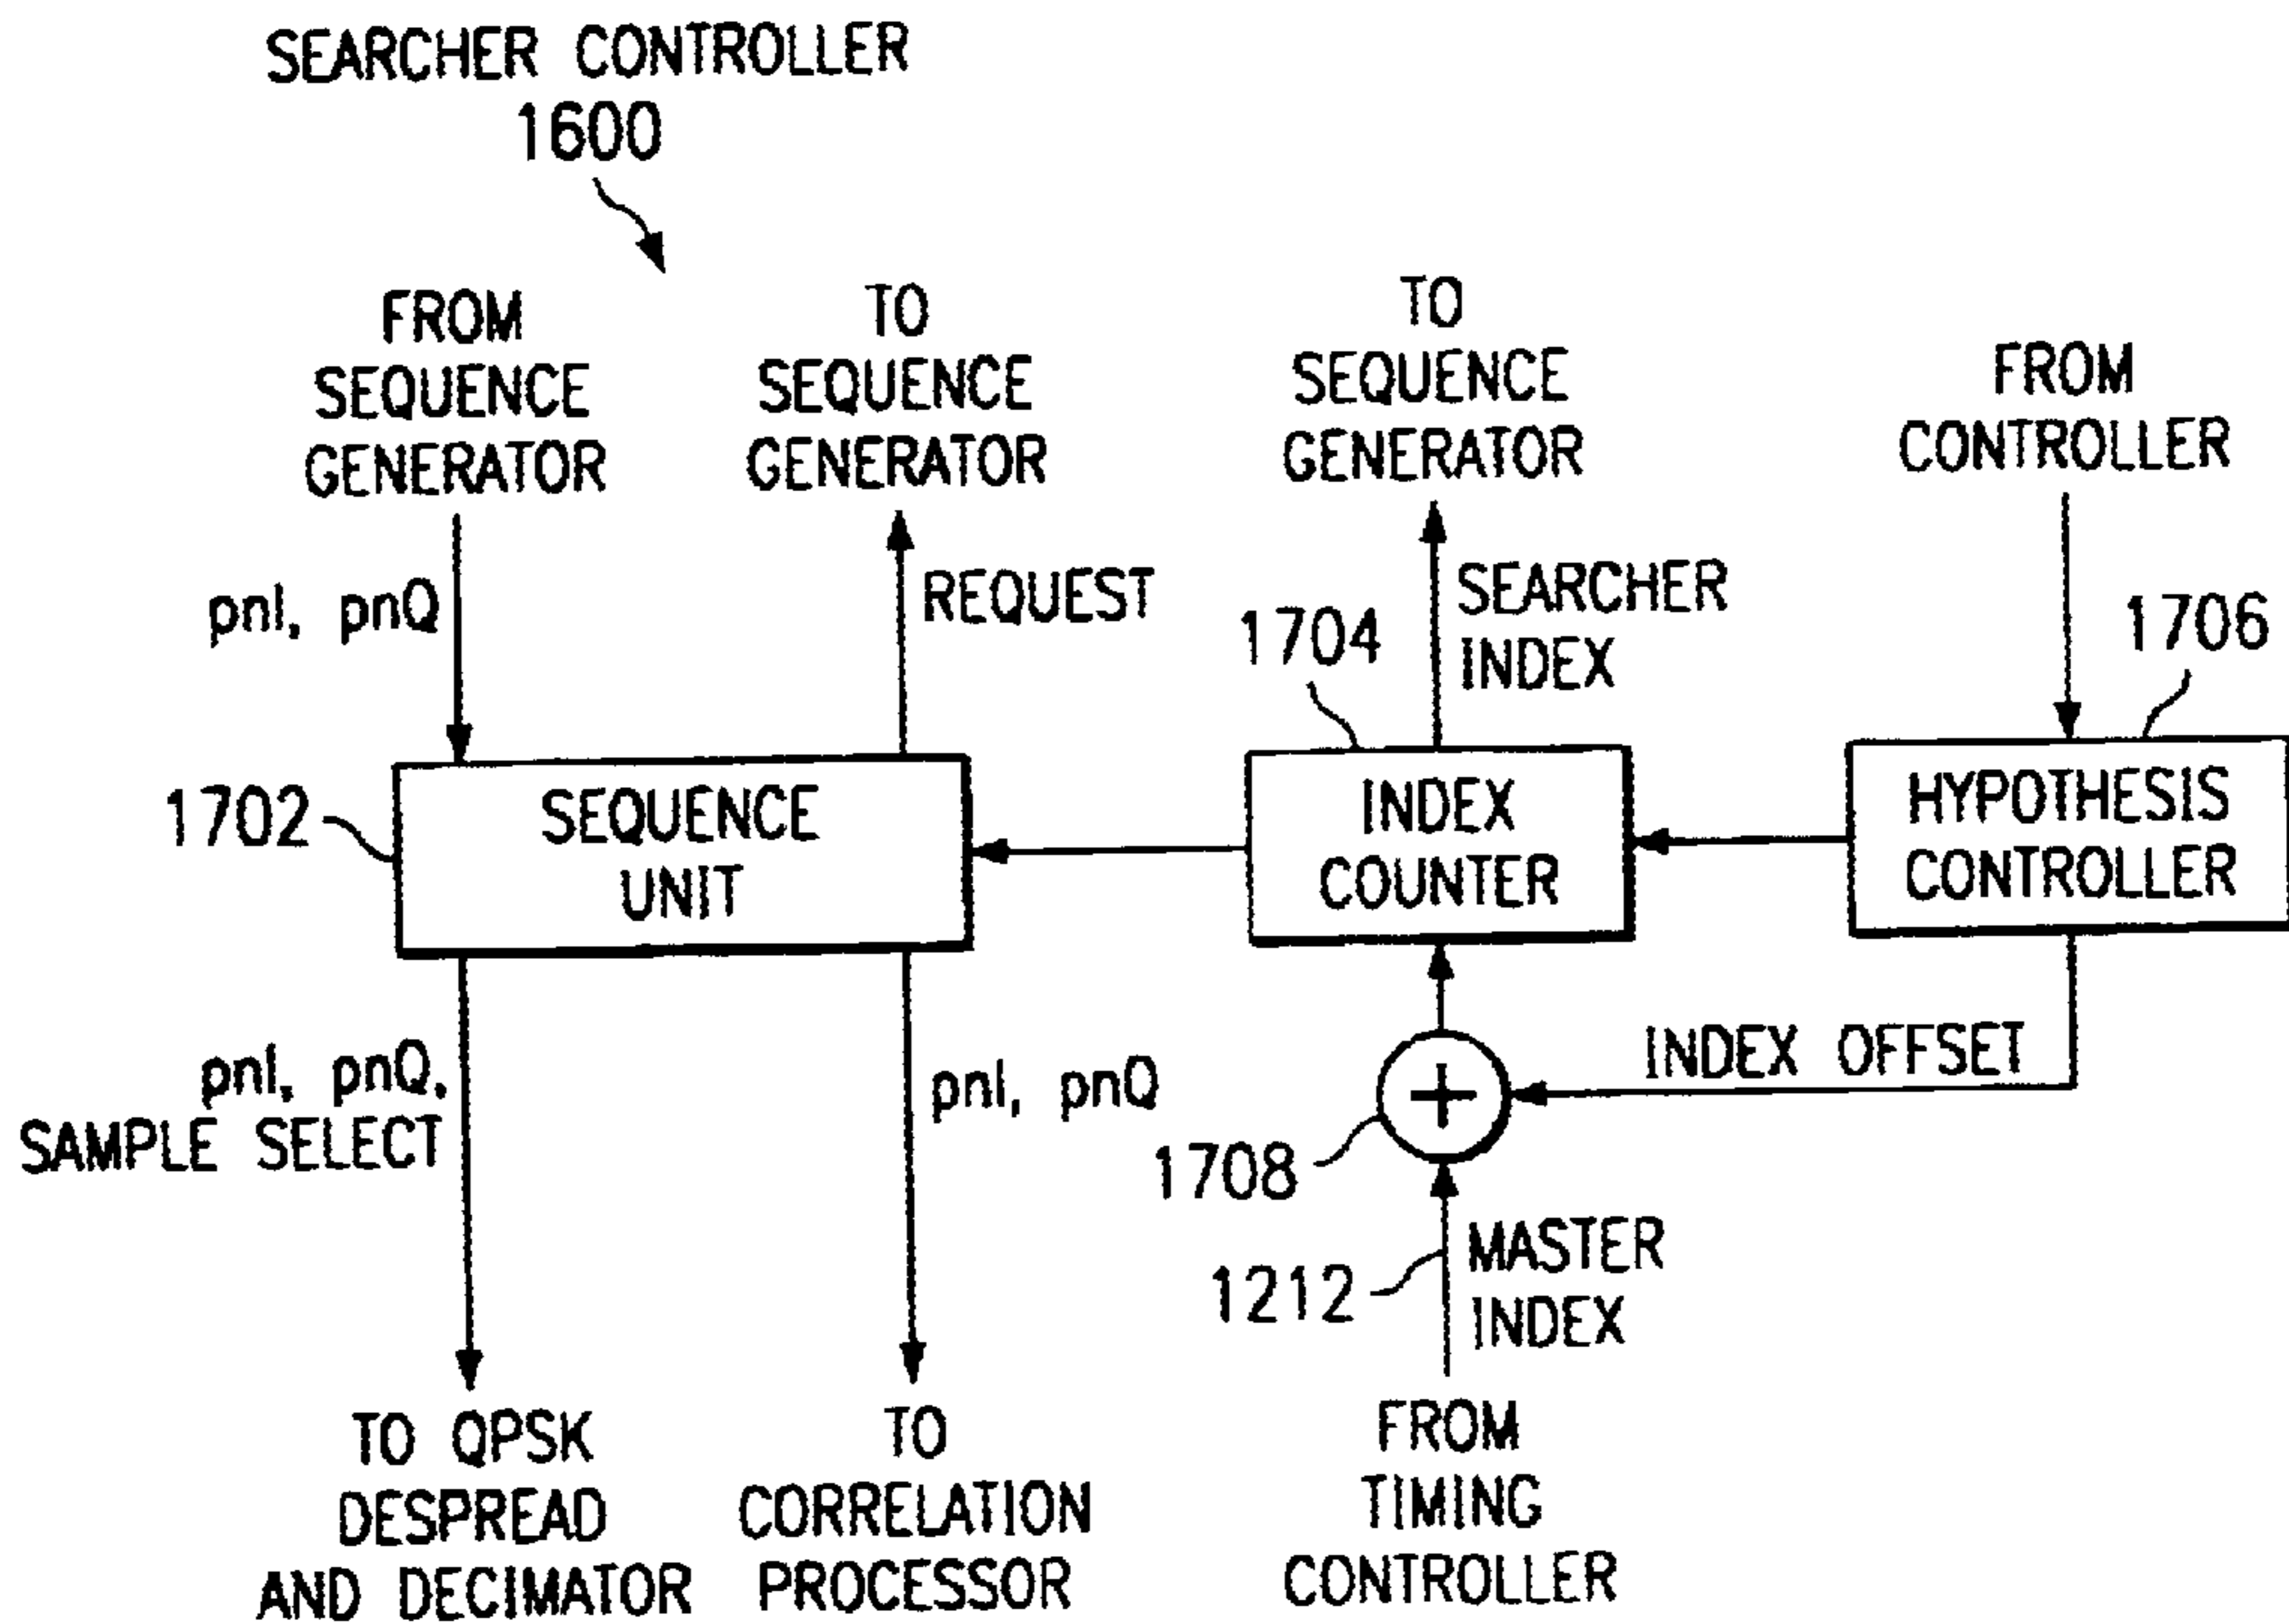 SEARCHER CONTROLLER
1600
FROM
SEQUENCE
GENERATOR
TO
SEQUENCE
GENERATOR
TO
SEQUENCE
GENERATOR
FROM
CONTROLLER
pnI, pnQ
REQUEST
SEARCHER
INDEX
1704
1706
1702
SEQUENCE
UNIT
INDEX
COUNTER
HYPOTHESIS
CONTROLLER
pnI, pnQ,
SAMPLE SELECT
pnI, pnQ
INDEX OFFSET
+
1708
1212
MASTER
INDEX
TO QPSK
DESPREAD
AND DECIMATOR
TO
CORRELATION
PROCESSOR
FROM
TIMING
CONTROLLER